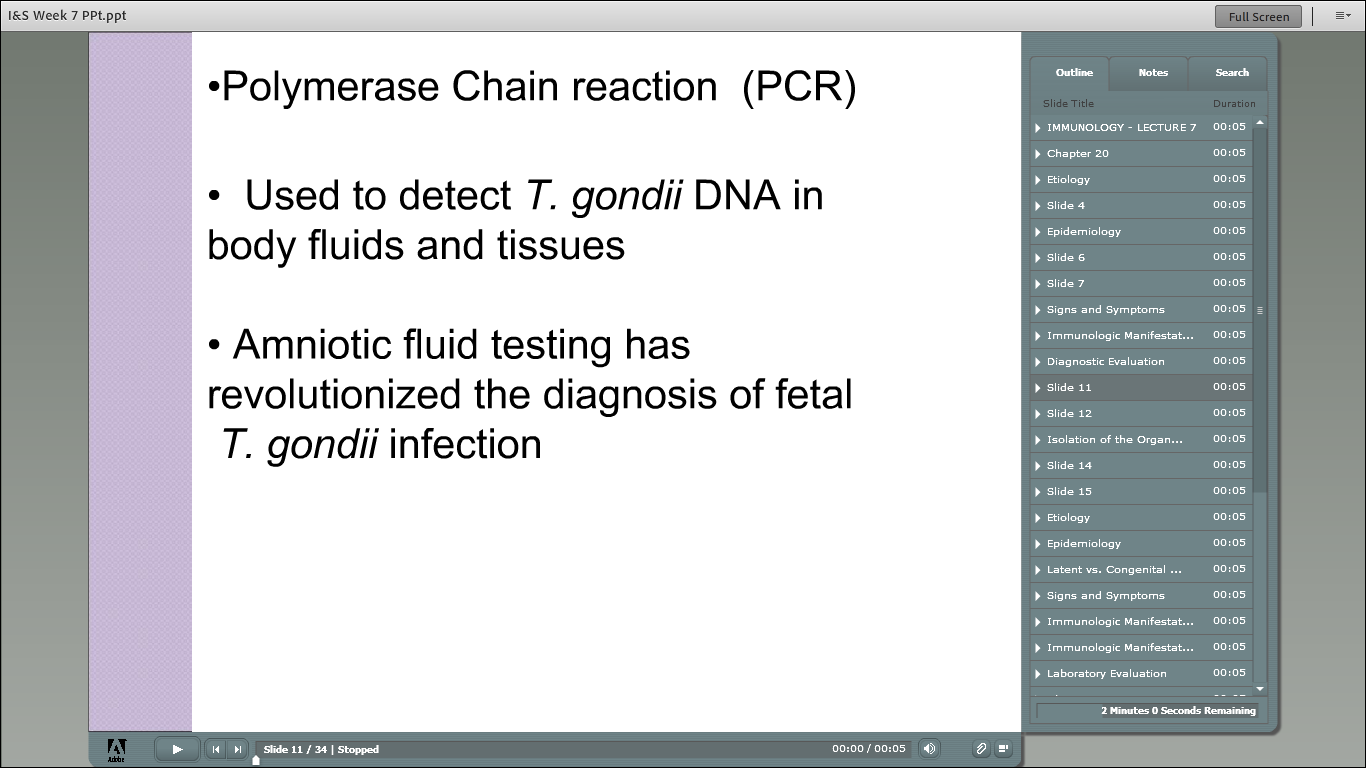 I&S Week 7 PPt.ppt
Full Screen
•Polymerase Chain reaction (PCR)
• Used to detect T. gondii DNA in
body fluids and tissues
• Amniotic fluid testing has
revolutionized the diagnosis of fetal
T. gondii infection
Outline Notes Search
Slide Title Duration
IMMUNOLOGY - LECTURE 7 00:05
Chapter 20 00:05
Etiology 00:05
Slide 4 00:05
Epidemiology 00:05
Slide 6 00:05
Slide 7 00:05
Signs and Symptoms 00:05
Immunologic Manifestat... 00:05
Diagnostic Evaluation 00:05
Slide 11 00:05
Slide 12 00:05
Isolation of the Organ... 00:05
Slide 14 00:05
Slide 15 00:05
Etiology 00:05
Epidemiology 00:05
Latent vs. Congenital ... 00:05
Signs and Symptoms 00:05
Immunologic Manifestat... 00:05
Immunologic Manifestat... 00:05
Laboratory Evaluation 00:05
2 Minutes 0 Seconds Remaining
Adobe
Slide 11 / 34 | Stopped
00:00 / 00:05